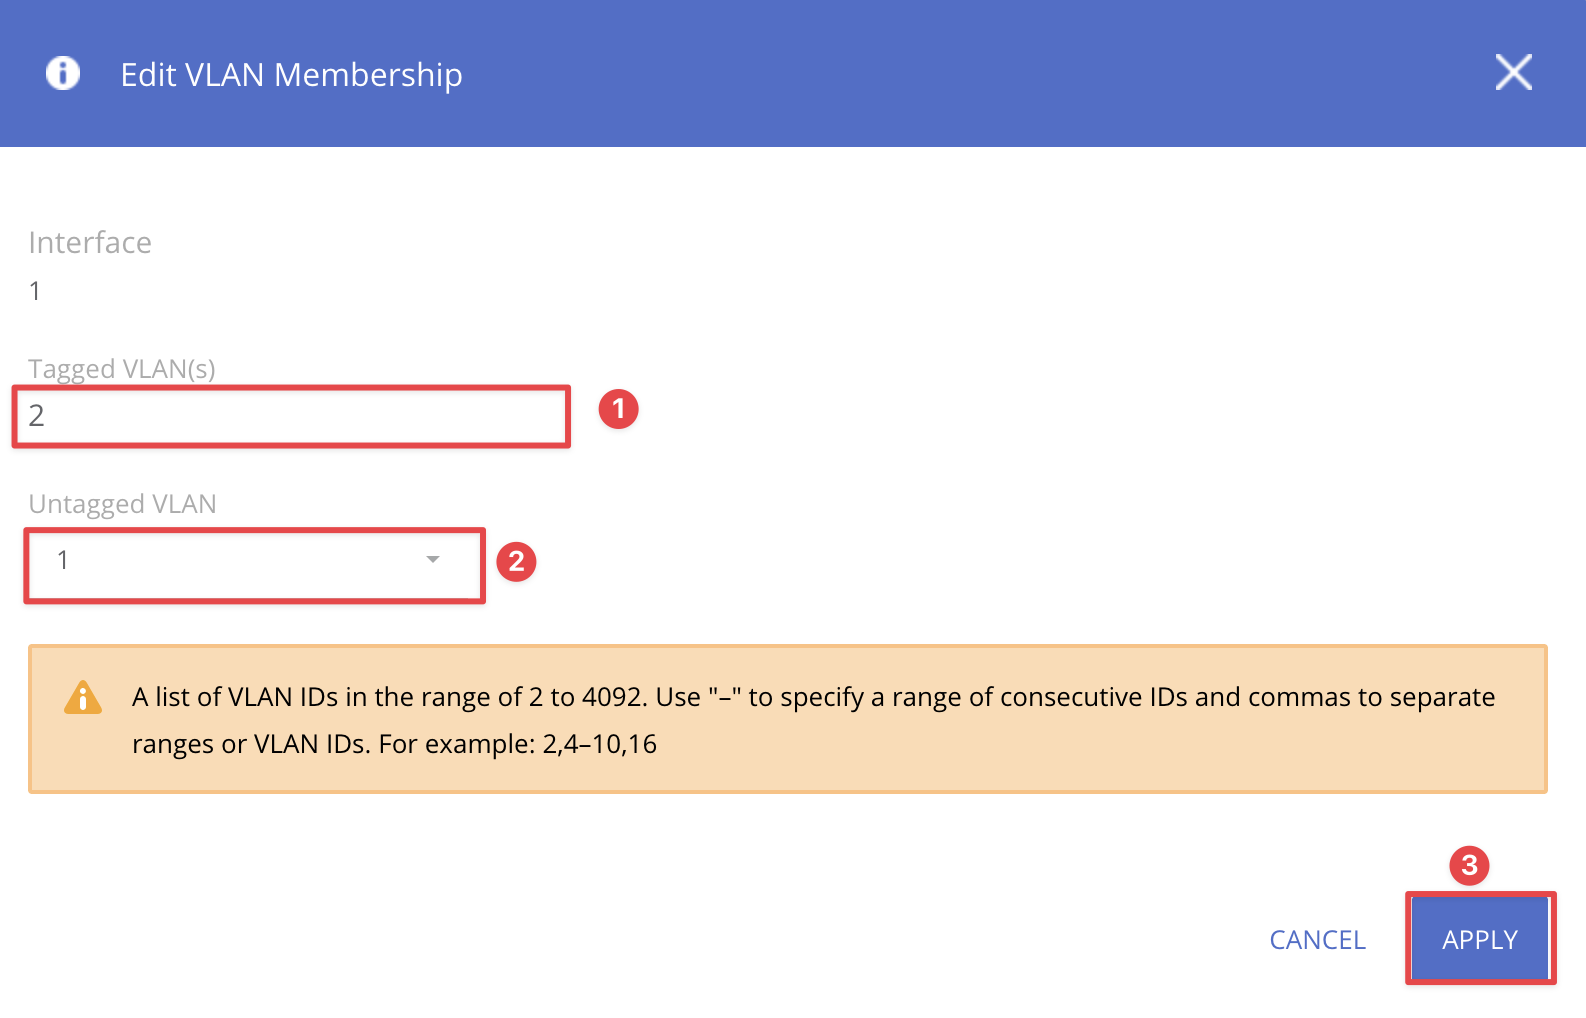 Edit VLAN Membership
Interface
1
Tagged VLAN(s)
2
1
Untagged VLAN
1
2
A list of VLAN IDs in the range of 2 to 4092. Use "–" to specify a range of consecutive IDs and commas to separate
ranges or VLAN IDs. For example: 2,4–10,16
3
CANCEL
APPLY